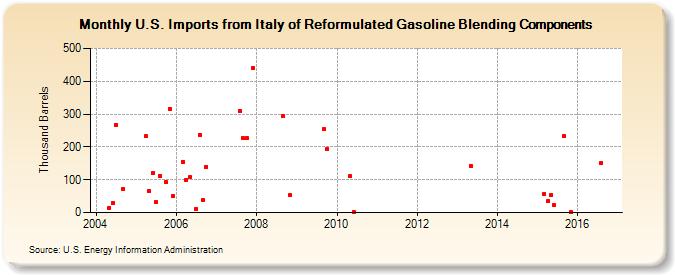 Monthly U.S. Imports from Italy of Reformulated Gasoline Blending Components
Thousand Barrels
500
400
300
200
100
0
2004 2006 2008 2010 2012 2014 2016
Source: U.S. Energy Information Administration